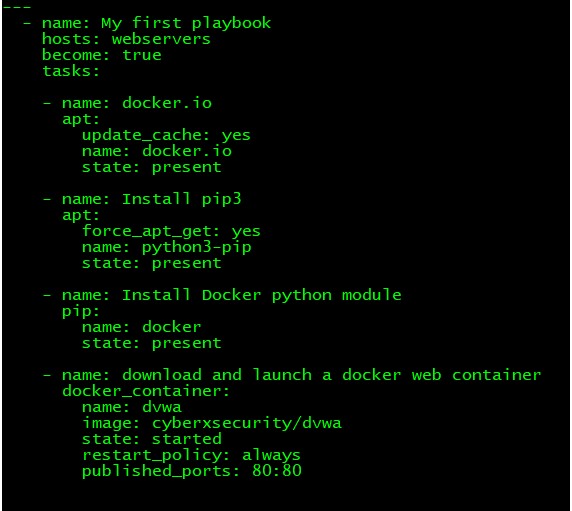 ---
  - name: My first playbook
    hosts: webservers
    become: true
    tasks:

    - name: docker.io
      apt:
        update_cache: yes
        name: docker.io
        state: present

    - name: Install pip3
      apt:
        force_apt_get: yes
        name: python3-pip
        state: present

    - name: Install Docker python module
      pip:
        name: docker
        state: present

    - name: download and launch a docker web container
      docker_container:
        name: dvwa
        image: cyberxsecurity/dvwa
        state: started
        restart_policy: always
        published_ports: 80:80